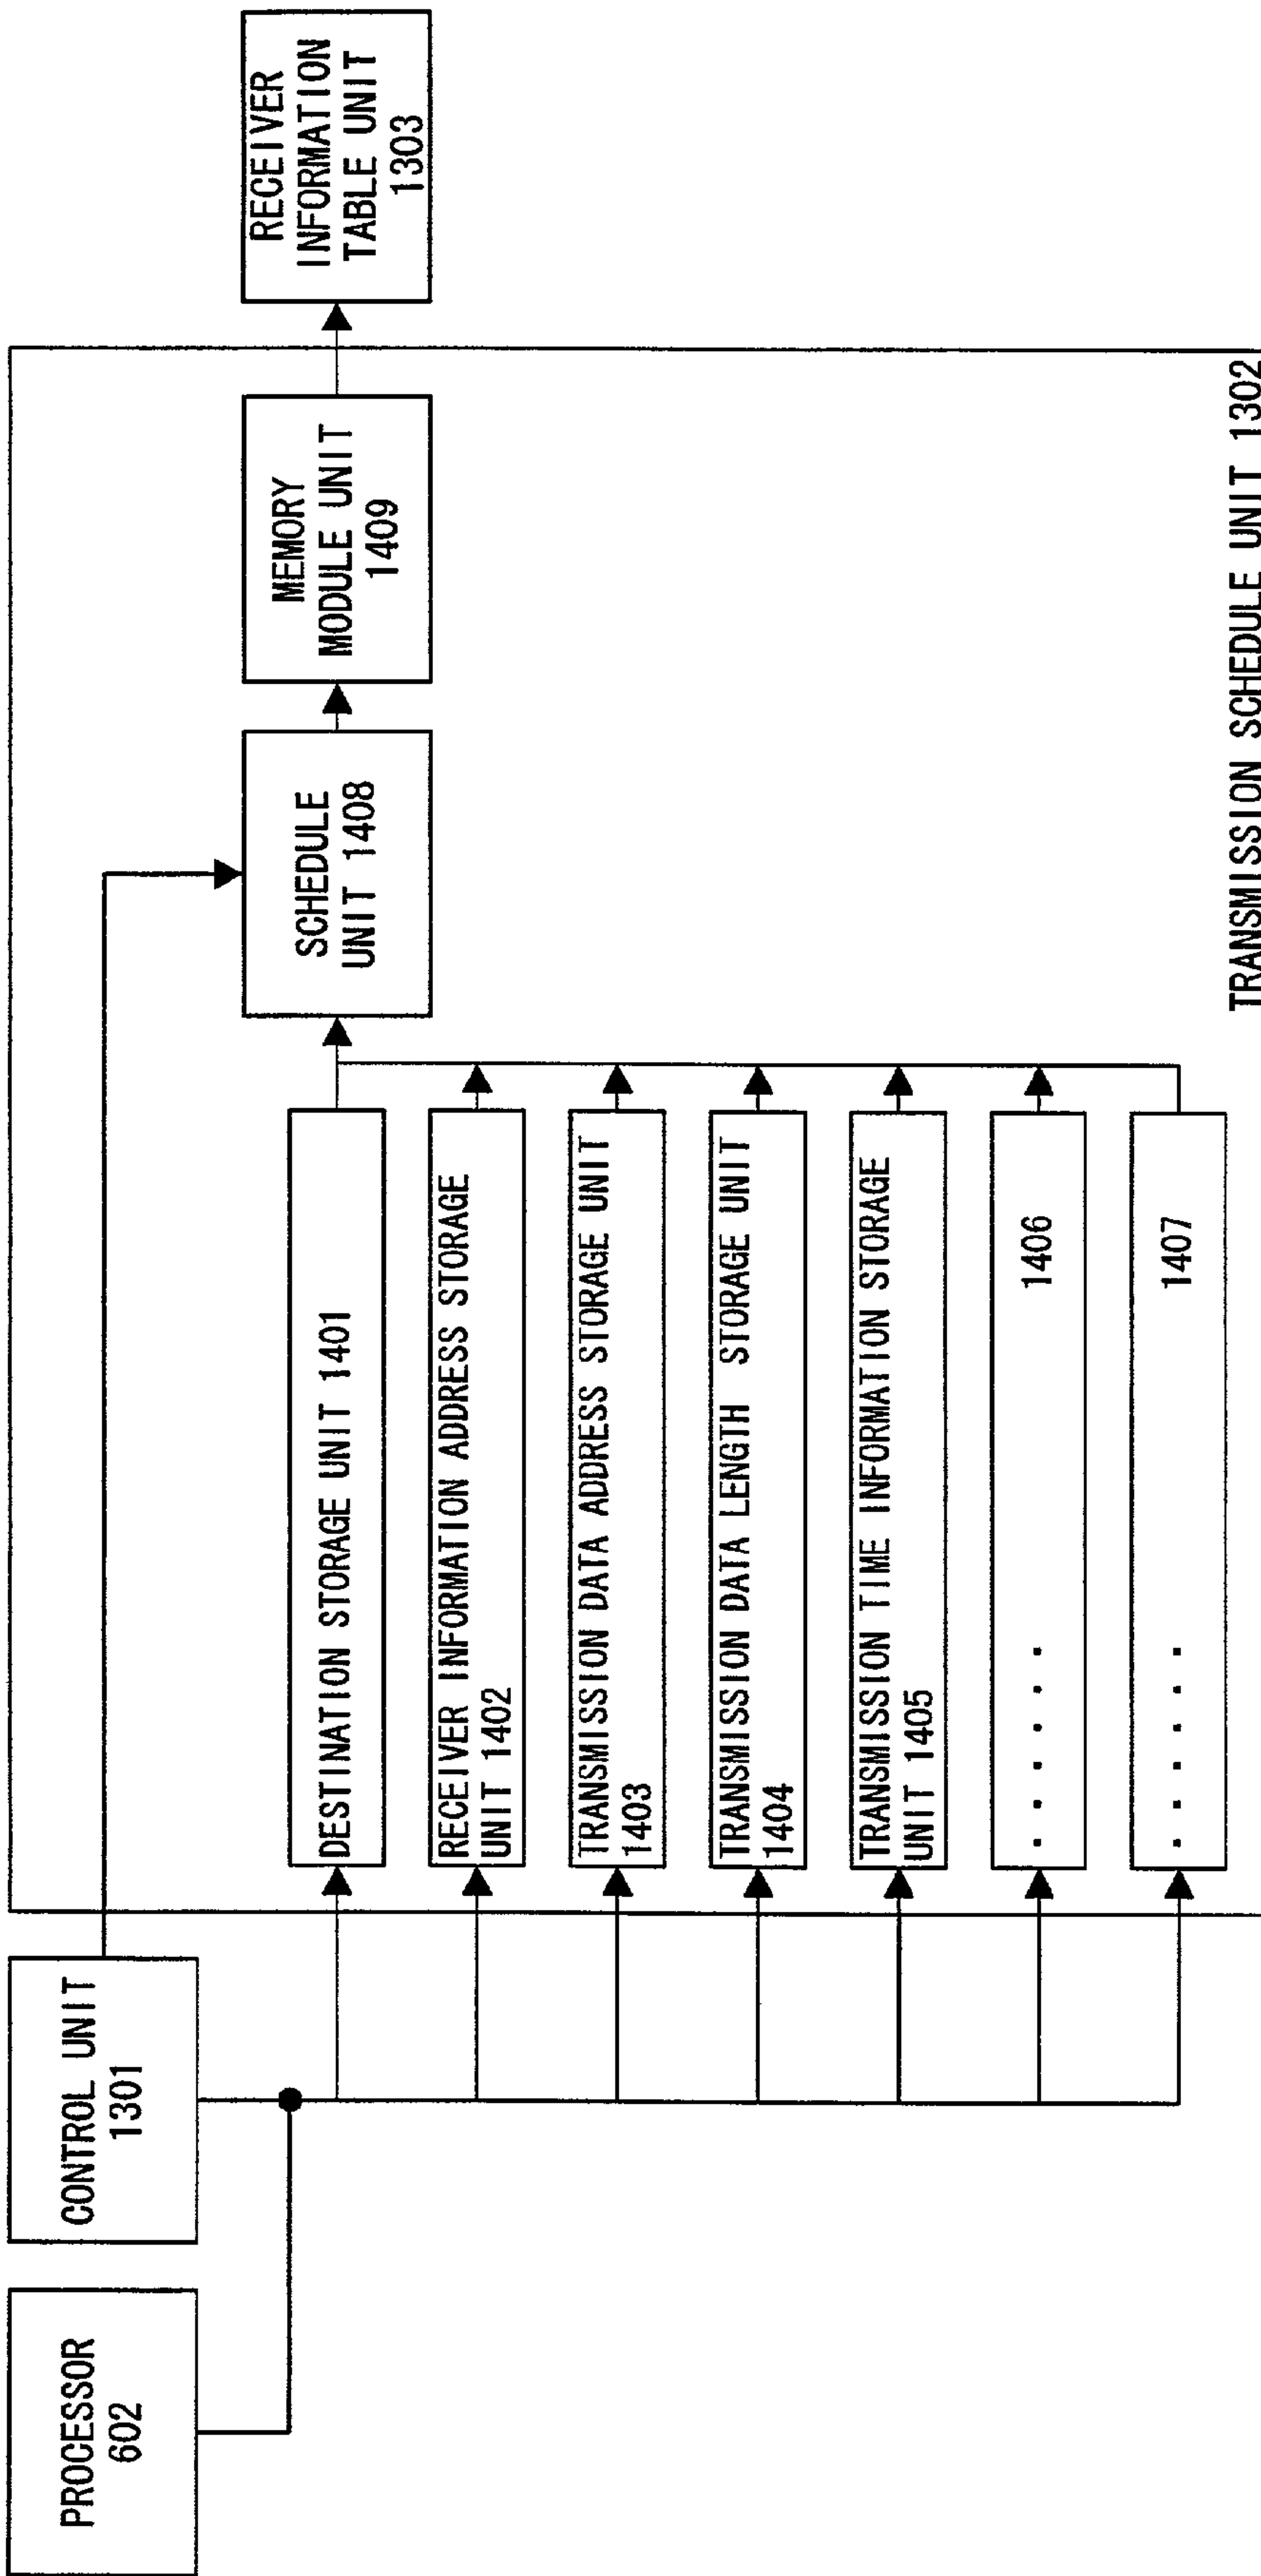 PROCESSOR
602
CONTROL UNIT
1301
DESTINATION STORAGE UNIT 1401
RECEIVER INFORMATION ADDRESS STORAGE
UNIT 1402
TRANSMISSION DATA ADDRESS STORAGE UNIT
1403
TRANSMISSION DATA LENGTH STORAGE UNIT
1404
TRANSMISSION TIME INFORMATION STORAGE
UNIT 1405
. . . . . 1406
. . . . . 1407
SCHEDULE
UNIT 1408
MEMORY
MODULE UNIT
1409
RECEIVER
INFORMATION
TABLE UNIT
1303
TRANSMISSION SCHEDULE UNIT 1302